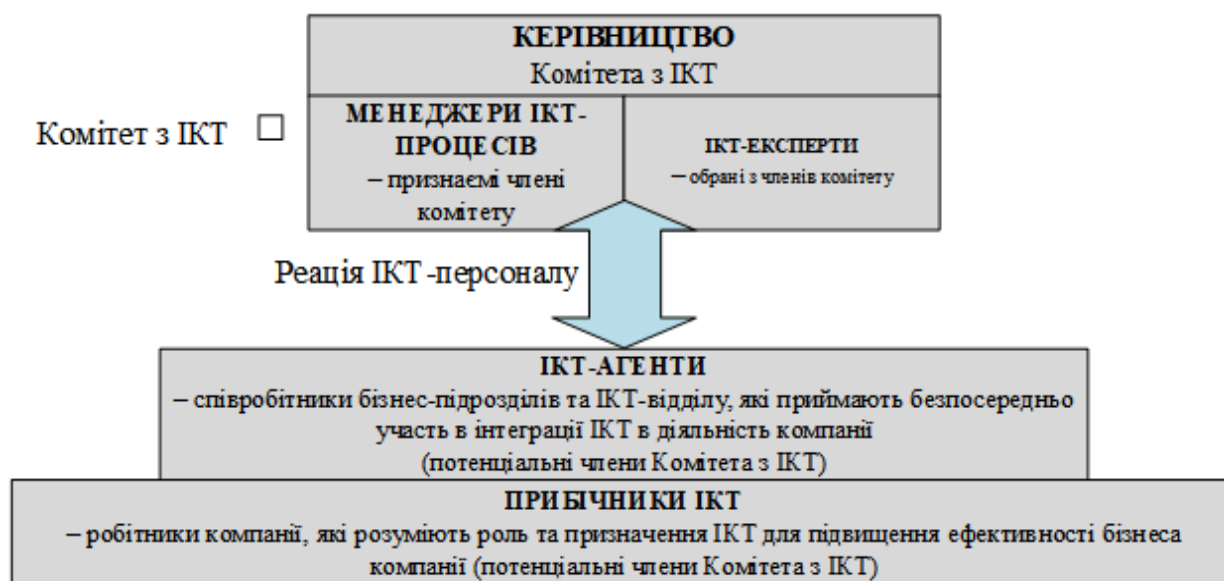 КЕРІВНИЦТВО
Комітета з ІКТ
Комітет з ІКТ
МЕНЕДЖЕРИ ІКТ-
ПРОЦЕСІВ
– призначаємі члені
комітету
ІКТ-ЕКСПЕРТИ
– обрані з членів комітету
Реація ІКТ-персоналу
ІКТ-АГЕНТИ
– співробітники бізнес-підрозділів та ІКТ-відділу, які приймають безпосередньо
участь в інтеграції ІКТ в діяльність компанії
(потенціальні члени Комітета з ІКТ)
ПРИБІЧНИКИ ІКТ
– робітники компанії, які розуміють роль та призначення ІКТ для підвищення ефективності бізнеса
компанії (потенціальні члени Комітета з ІКТ)